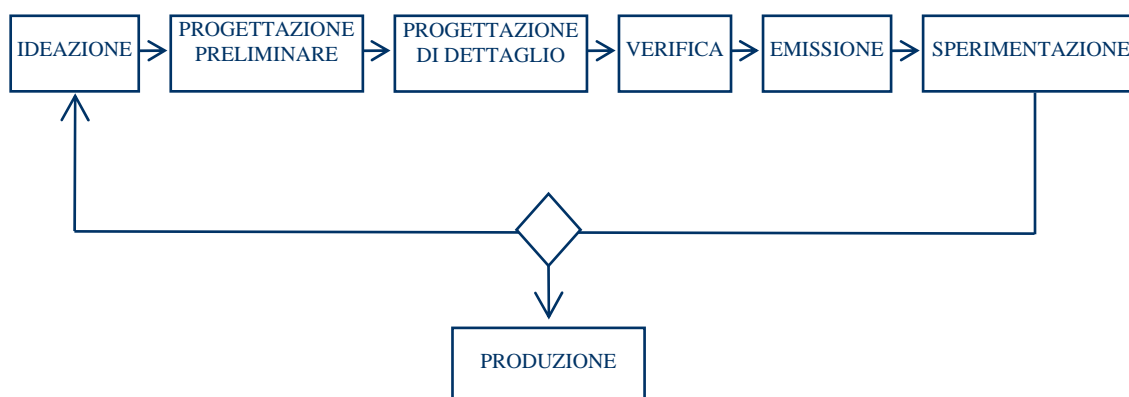 IDEAZIONE
PROGETTAZIONE
PRELIMINARE
PROGETTAZIONE
DI DETTAGLIO
VERIFICA
EMISSIONE
SPERIMENTAZIONE
PRODUZIONE